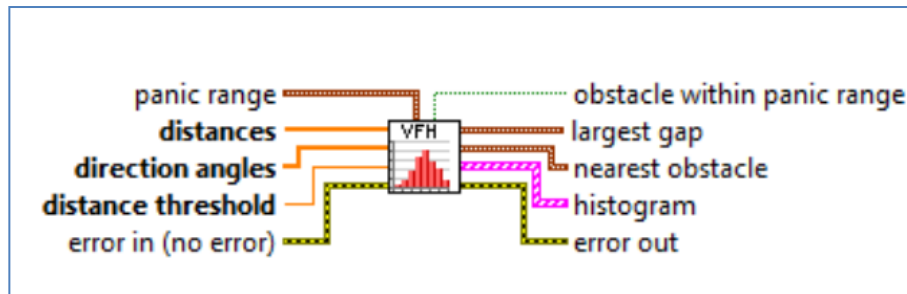 panic range
obstacle within panic range
distances
VFH
largest gap
direction angles
nearest obstacle
distance threshold
histogram
error in (no error)
error out